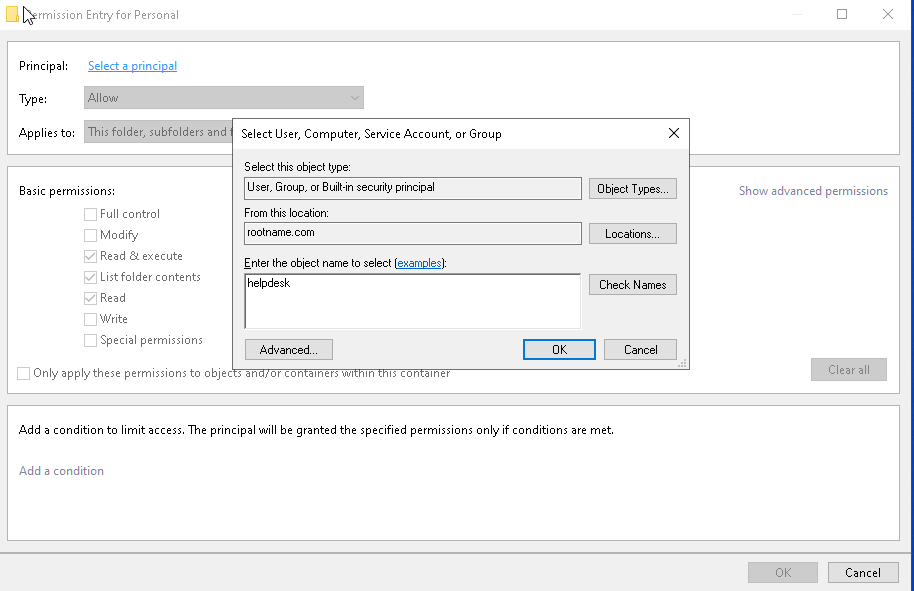 Permission Entry for Personal
Principal: Select a principal
Type: Allow
Applies to: This folder, subfolders and f
Select User, Computer, Service Account, or Group
Select this object type:
User, Group, or Built-in security principal
Object Types...
From this location:
rootname.com
Locations...
Enter the object name to select (examples):
helpdesk
Check Names
Advanced...
OK
Cancel
Basic permissions:
Show advanced permissions
Full control
Modify
Read & execute
List folder contents
Read
Write
Special permissions
Only apply these permissions to objects and/or containers within this container
Clear all
Add a condition to limit access. The principal will be granted the specified permissions only if conditions are met.
Add a condition
OK
Cancel